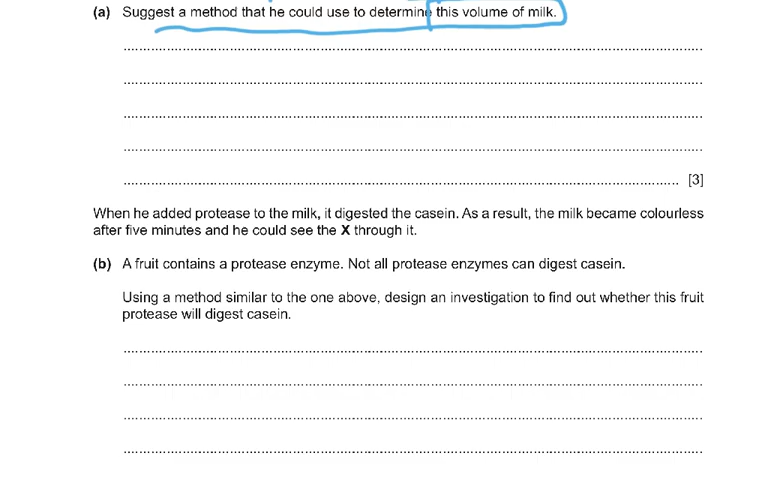 (a) Suggest a method that he could use to determine this volume of milk.
................................................................................
................................................................................
................................................................................
................................................................................
................................................................................ [3]
When he added protease to the milk, it digested the casein. As a result, the milk became colourless
after five minutes and he could see the X through it.
(b) A fruit contains a protease enzyme. Not all protease enzymes can digest casein.
Using a method similar to the one above, design an investigation to find out whether this fruit
protease will digest casein.
................................................................................
................................................................................
................................................................................
................................................................................